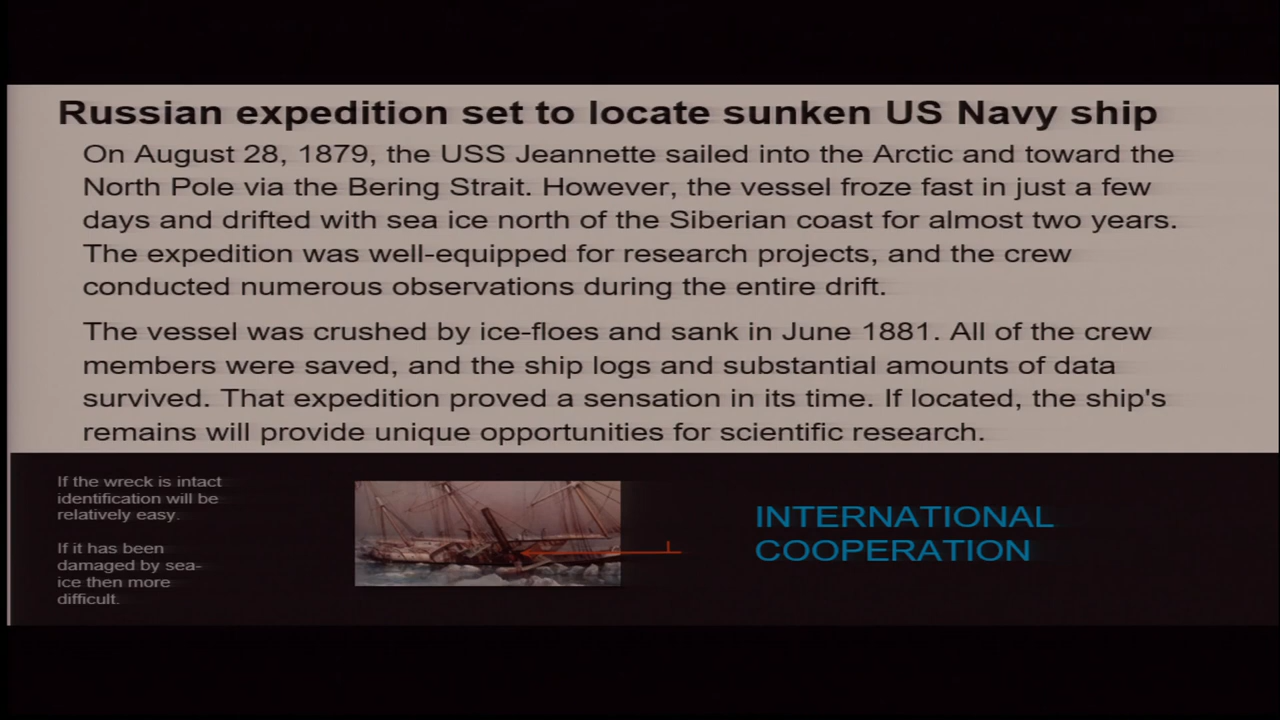 Russian expedition set to locate sunken US Navy ship
On August 28, 1879, the USS Jeannette sailed into the Arctic and toward the
North Pole via the Bering Strait. However, the vessel froze fast in just a few
days and drifted with sea ice north of the Siberian coast for almost two years.
The expedition was well-equipped for research projects, and the crew
conducted numerous observations during the entire drift.
The vessel was crushed by ice-floes and sank in June 1881. All of the crew
members were saved, and the ship logs and substantial amounts of data
survived. That expedition proved a sensation in its time. If located, the ship's
remains will provide unique opportunities for scientific research.
If the wreck is intact
identification will be
relatively easy.
If it has been
damaged by sea-
ice then more
difficult.
INTERNATIONAL
COOPERATION